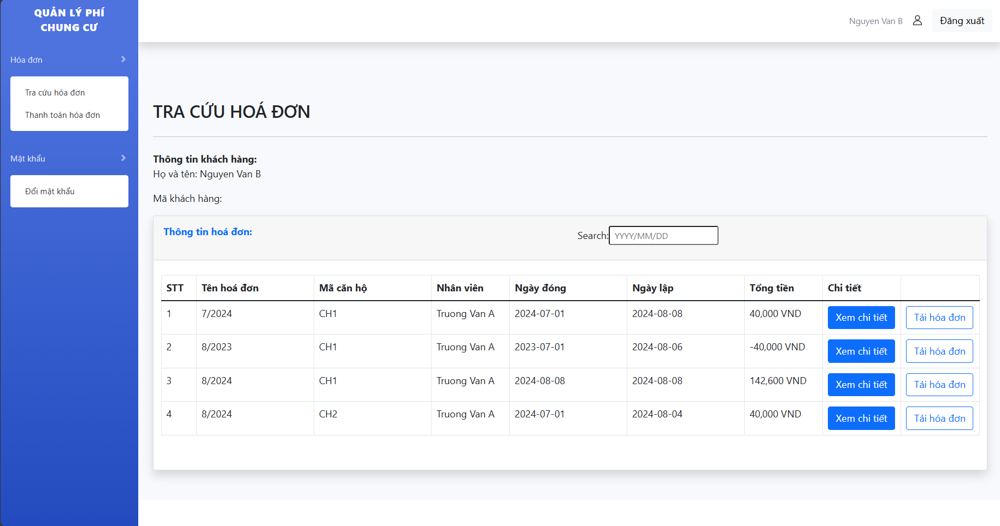 QUẢN LÝ PHÍ
CHUNG CƯ
Nguyen Van B
Đăng xuất
Hóa đơn
Tra cứu hóa đơn
Thanh toán hóa đơn
Mật khẩu
Đổi mật khẩu
TRA CỨU HOÁ ĐƠN
Thông tin khách hàng:
Họ và tên: Nguyen Van B
Mã khách hàng:
Thông tin hoá đơn:
Search: YYYY/MM/DD
STT Tên hoá đơn Mã căn hộ Nhân viên Ngày đóng Ngày lập Tổng tiền Chi tiết
1 7/2024 CH1 Truong Van A 2024-07-01 2024-08-08 40,000 VND Xem chi tiết Tải hóa đơn
2 8/2023 CH1 Truong Van A 2023-07-01 2024-08-06 -40,000 VND Xem chi tiết Tải hóa đơn
3 8/2024 CH1 Truong Van A 2024-08-08 2024-08-08 142,600 VND Xem chi tiết Tải hóa đơn
4 8/2024 CH2 Truong Van A 2024-07-01 2024-08-04 40,000 VND Xem chi tiết Tải hóa đơn